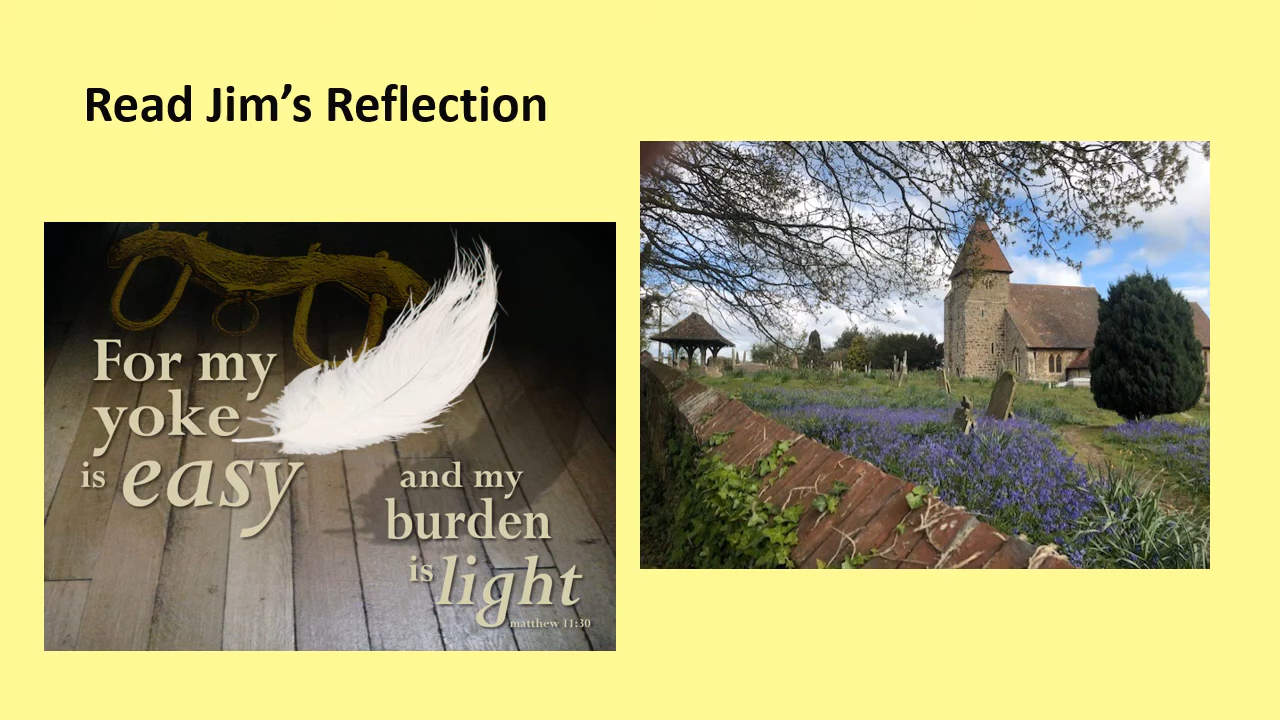 Read Jim’s Reflection
For my
yoke
is easy
and my
burden
is light
matthew 11:30